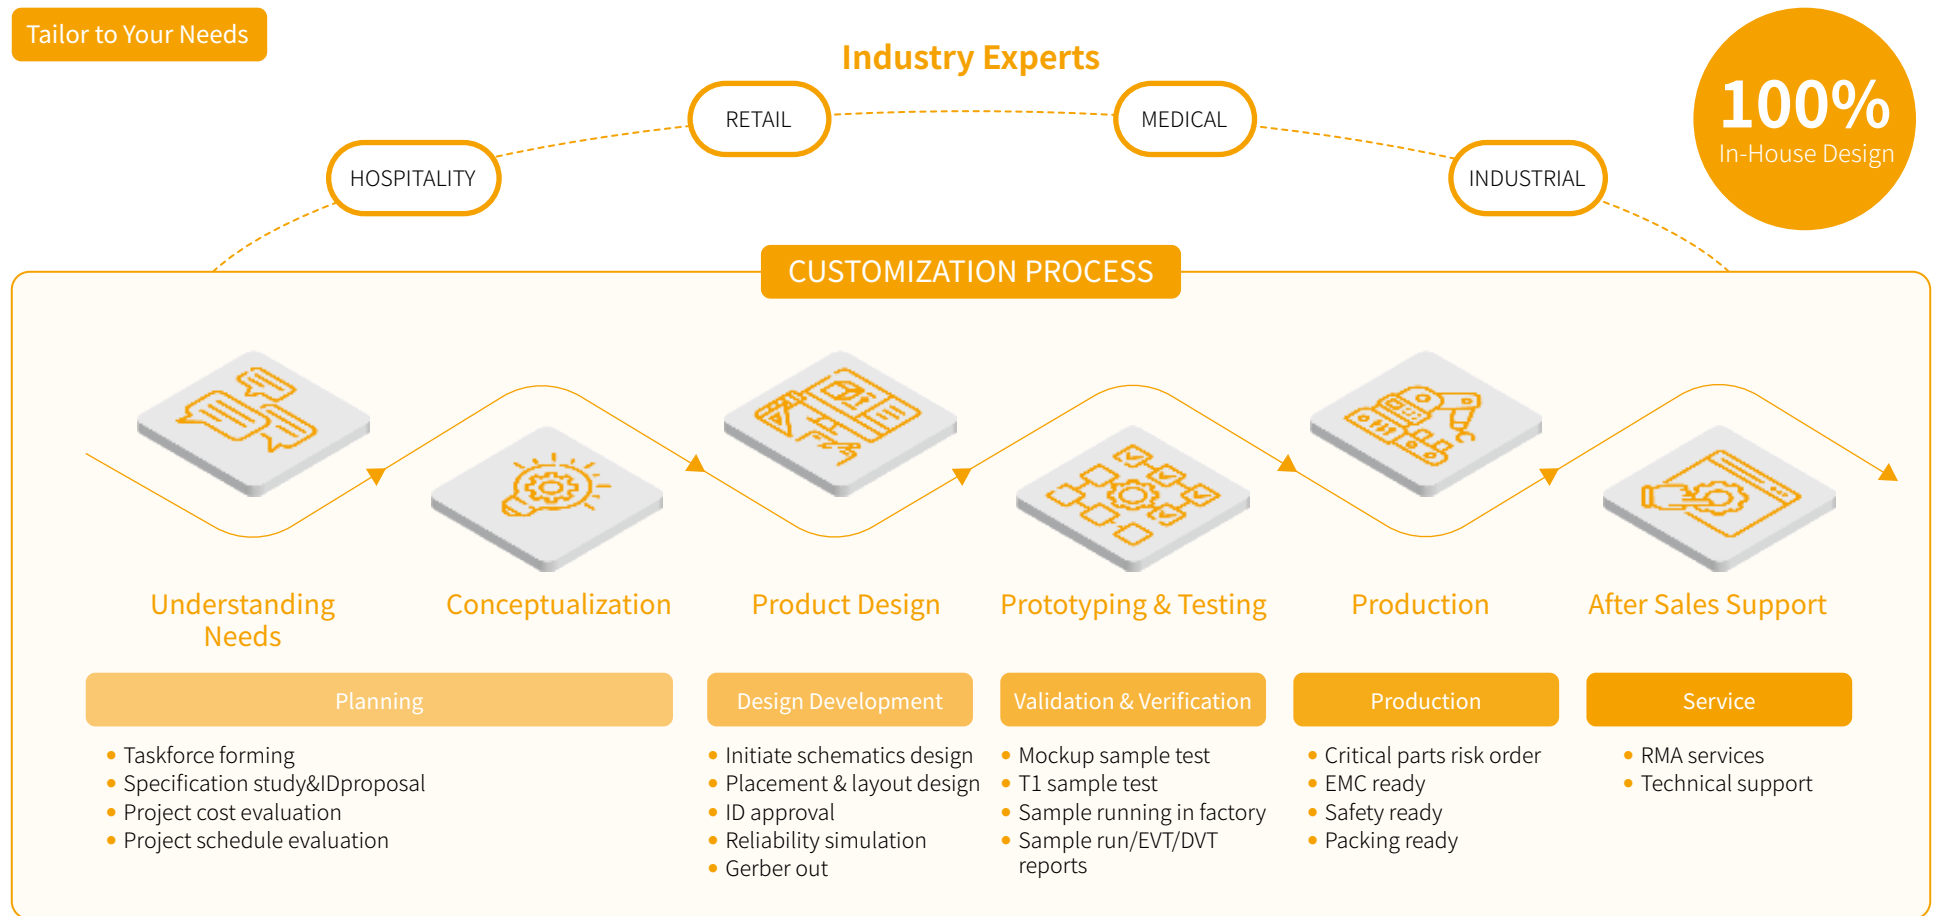 Tailor to Your Needs
Industry Experts
100%
In-House Design
HOSPITALITY
RETAIL
MEDICAL
INDUSTRIAL
CUSTOMIZATION PROCESS
Understanding
Needs
Conceptualization
Product Design
Prototyping & Testing
Production
After Sales Support
Planning
• Taskforce forming
• Specification study&IDproposal
• Project cost evaluation
• Project schedule evaluation
Design Development
• Initiate schematics design
• Placement & layout design
• ID approval
• Reliability simulation
• Gerber out
Validation & Verification
• Mockup sample test
• T1 sample test
• Sample running in factory
• Sample run/EVT/DVT
reports
Production
• Critical parts risk order
• EMC ready
• Safety ready
• Packing ready
Service
• RMA services
• Technical support